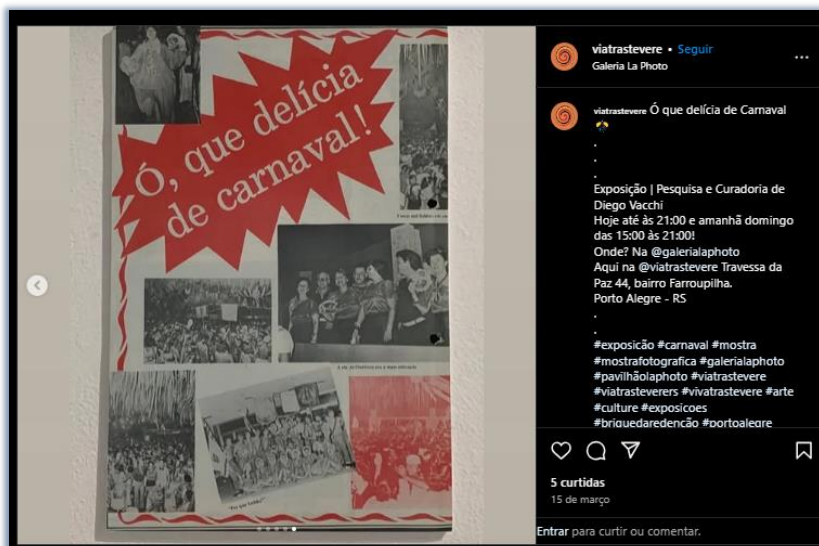 Ó, que delícia
de carnaval!
viatrastevere • Seguir
Galeria La Photo
viatrastevere Ó que delícia de Carnaval
.
.
.
Exposição | Pesquisa e Curadoria de
Diego Vacchi
Hoje até às 21:00 e amanhã domingo
das 15:00 às 21:00!
Onde? Na @galerialaphoto
Aqui na @viatrastevere Travessa da
Paz 44, bairro Farroupilha.
Porto Alegre - RS
.
.
#exposicão #carnaval #mostra
#mostrafotografica #galerialaphoto
#pavilhãolaphoto #viatrastevere
#viatrasteverers #vivatrastevere #arte
#culture #exposicoes
#briquedaredenção #portoalegre
5 curtidas
15 de março
Entrar para curtir ou comentar.